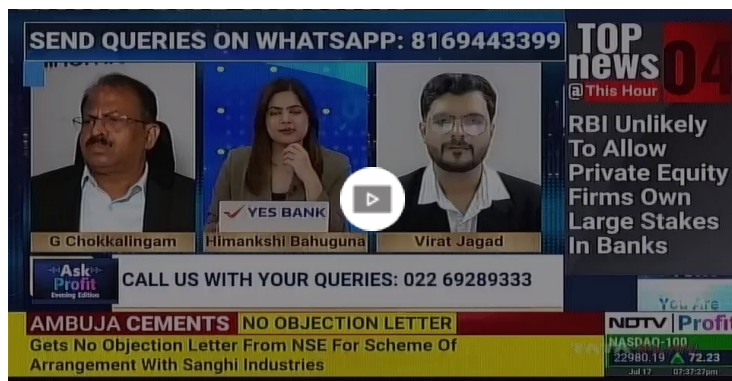 SEND QUERIES ON WHATSAPP: 8169443399
TOP
news
04
@ This Hour
RBI Unlikely
To Allow
Private Equity
Firms Own
Large Stakes
In Banks
YES BANK
G Chokkalingam
Himankshi Bahuguna
Virat Jagad
Ask
Profit
Evening Edition
CALL US WITH YOUR QUERIES: 022 69289333
You Are
AMBUJA CEMENTS NO OBJECTION LETTER
Gets No Objection Letter From NSE For Scheme Of
Arrangement With Sanghi Industries
NDTV Profit
NASDAQ-100
22980.19 72.23
Jul 17 07:37:27pm